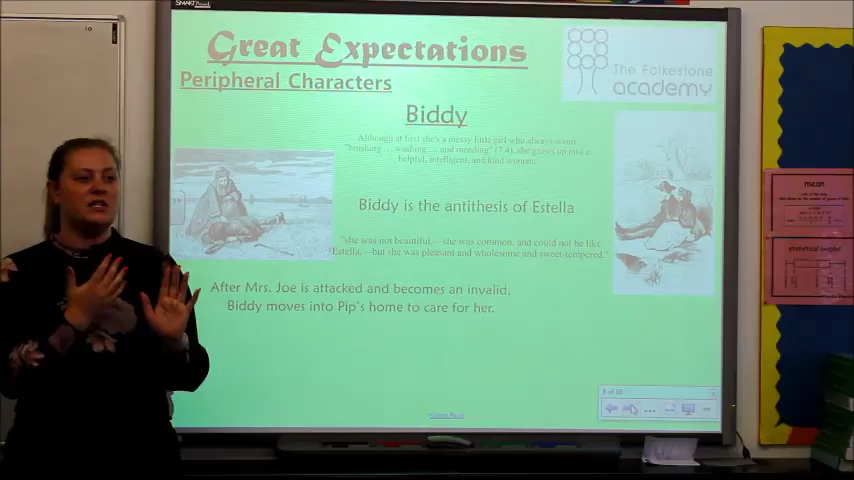 SMART
Great Expectations
Peripheral Characters
The Folkestone
academy
Biddy
Although at first she's a messy little girl who always wants
"brushing ... washing ... and mending" (7.4), she grows up into a
helpful, intelligent, and kind woman.
Biddy is the antithesis of Estella
"she was not beautiful,—she was common, and could not be like
Estella,—but she was pleasant and wholesome and sweet-tempered."
After Mrs. Joe is attacked and becomes an invalid,
Biddy moves into Pip's home to care for her.
mean